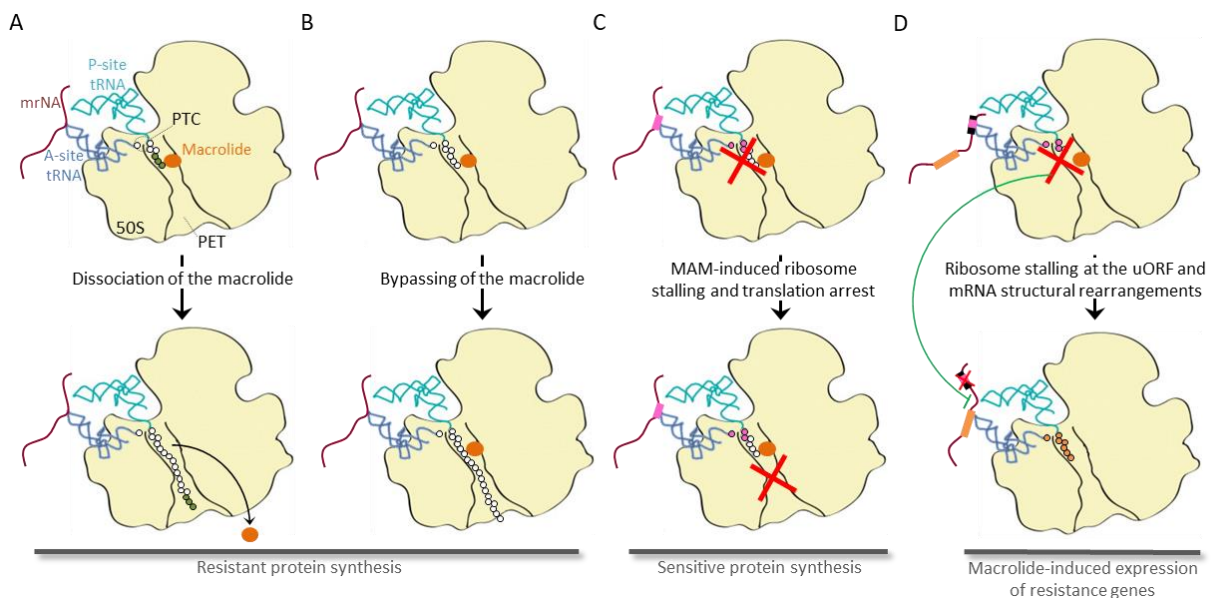 A
B
C
D
P-site
tRNA
mrNA
PTC
A-site
tRNA
Macrolide
50S
PET
Dissociation of the macrolide
Bypassing of the macrolide
MAM-induced ribosome
stalling and translation arrest
Ribosome stalling at the uORF and
mRNA structural rearrangements
Resistant protein synthesis
Sensitive protein synthesis
Macrolide-induced expression
of resistance genes